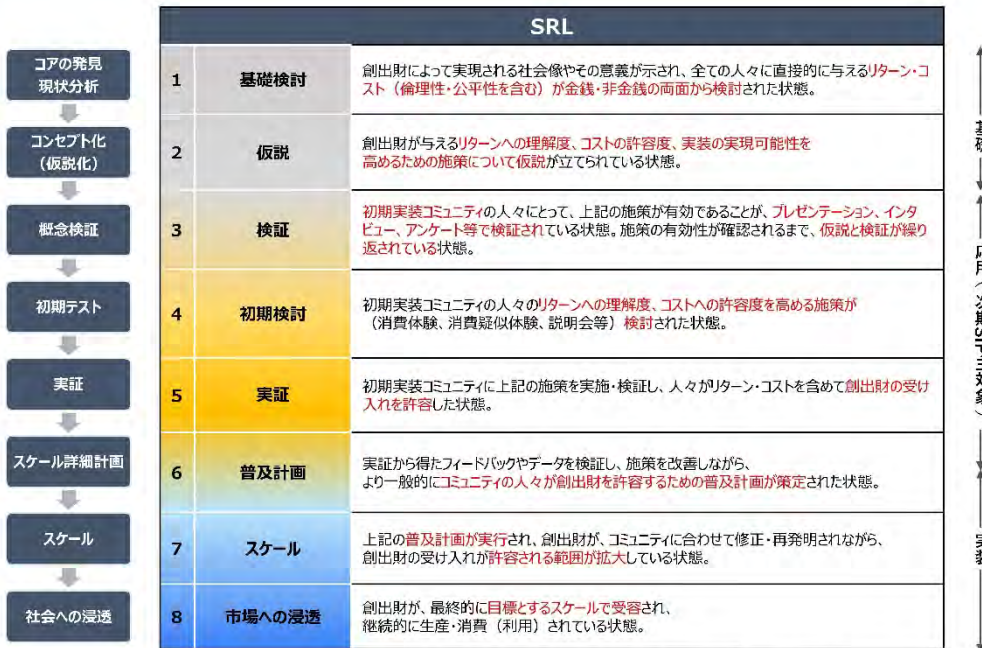 SRL
コアの発見
現状分析
1
基礎検討
創出財によって実現される社会像やその意義が示され、全ての人々に直接的に与えるリターン・コ
スト（倫理性・公平性を含む）が金銭・非金銭の両面から検討された状態。
コンセプト化
（仮説化）
2
仮説
創出財が与えるリターンへの理解度、コストの許容度、実装の実現可能性を
高めるための施策について仮説が立てられている状態。
概念検証
3
検証
初期実装コミュニティの人々にとって、上記の施策が有効であることが、プレゼンテーション、インタ
ビュー、アンケート等で検証されている状態。施策の有効性が確認されるまで、仮説と検証が繰り
返されている状態。
初期テスト
4
初期検討
初期実装コミュニティの人々のリターンへの理解度、コストへの許容度を高める施策が
（消費体験、消費疑似体験、説明会等）検討された状態。
実証
5
実証
初期実装コミュニティに上記の施策を実施・検証し、人々がリターン・コストを含めて創出財の受け
入れを許容した状態。
スケール詳細計画
6
普及計画
実証から得たフィードバックやデータを検証し、施策を改善しながら、
より一般的にコミュニティの人々が創出財を許容するための普及計画が策定された状態。
スケール
7
スケール
上記の普及計画が実行され、創出財が、コミュニティに合わせて修正・再発明されながら、
創出財の受け入れが許容される範囲が拡大している状態。
社会への浸透
8
市場への浸透
創出財が、最終的に目標とするスケールで受容され、
継続的に生産・消費（利用）されている状態。
基礎